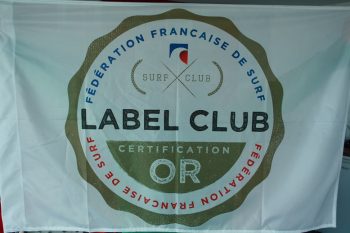 FÉDÉRATION FRANÇAISE DE SURF
SURF CLUB
LABEL CLUB
CERTIFICATION
OR
FÉDÉRATION FRANÇAISE DE SURF